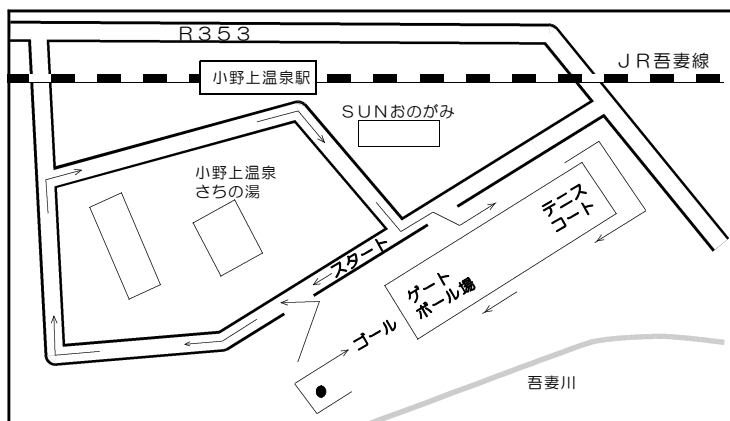 R353
JR吾妻線
小野上温泉駅
SUNおのがみ
小野上温泉
さちの湯
テニス
コート
スタート
ゲート
ボール場
ゴール
吾妻川